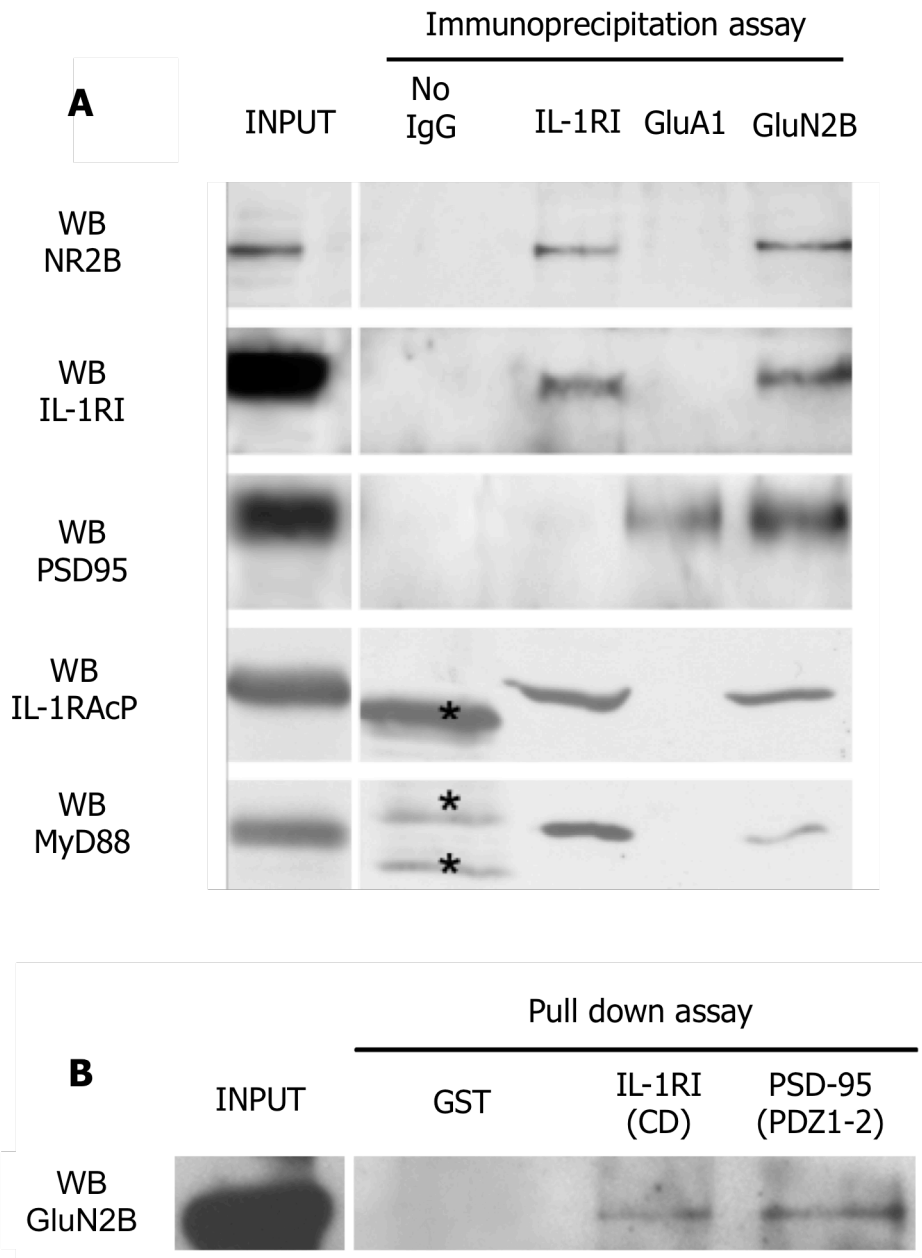 Immunoprecipitation assay
A
INPUT
No
IgG
IL-1RI
GluA1
GluN2B
WB
NR2B
WB
IL-1RI
WB
PSD95
WB
IL-1RAcP
*
WB
MyD88
*
*
Pull down assay
B
INPUT
GST
IL-1RI
(CD)
PSD-95
(PDZ1-2)
WB
GluN2B